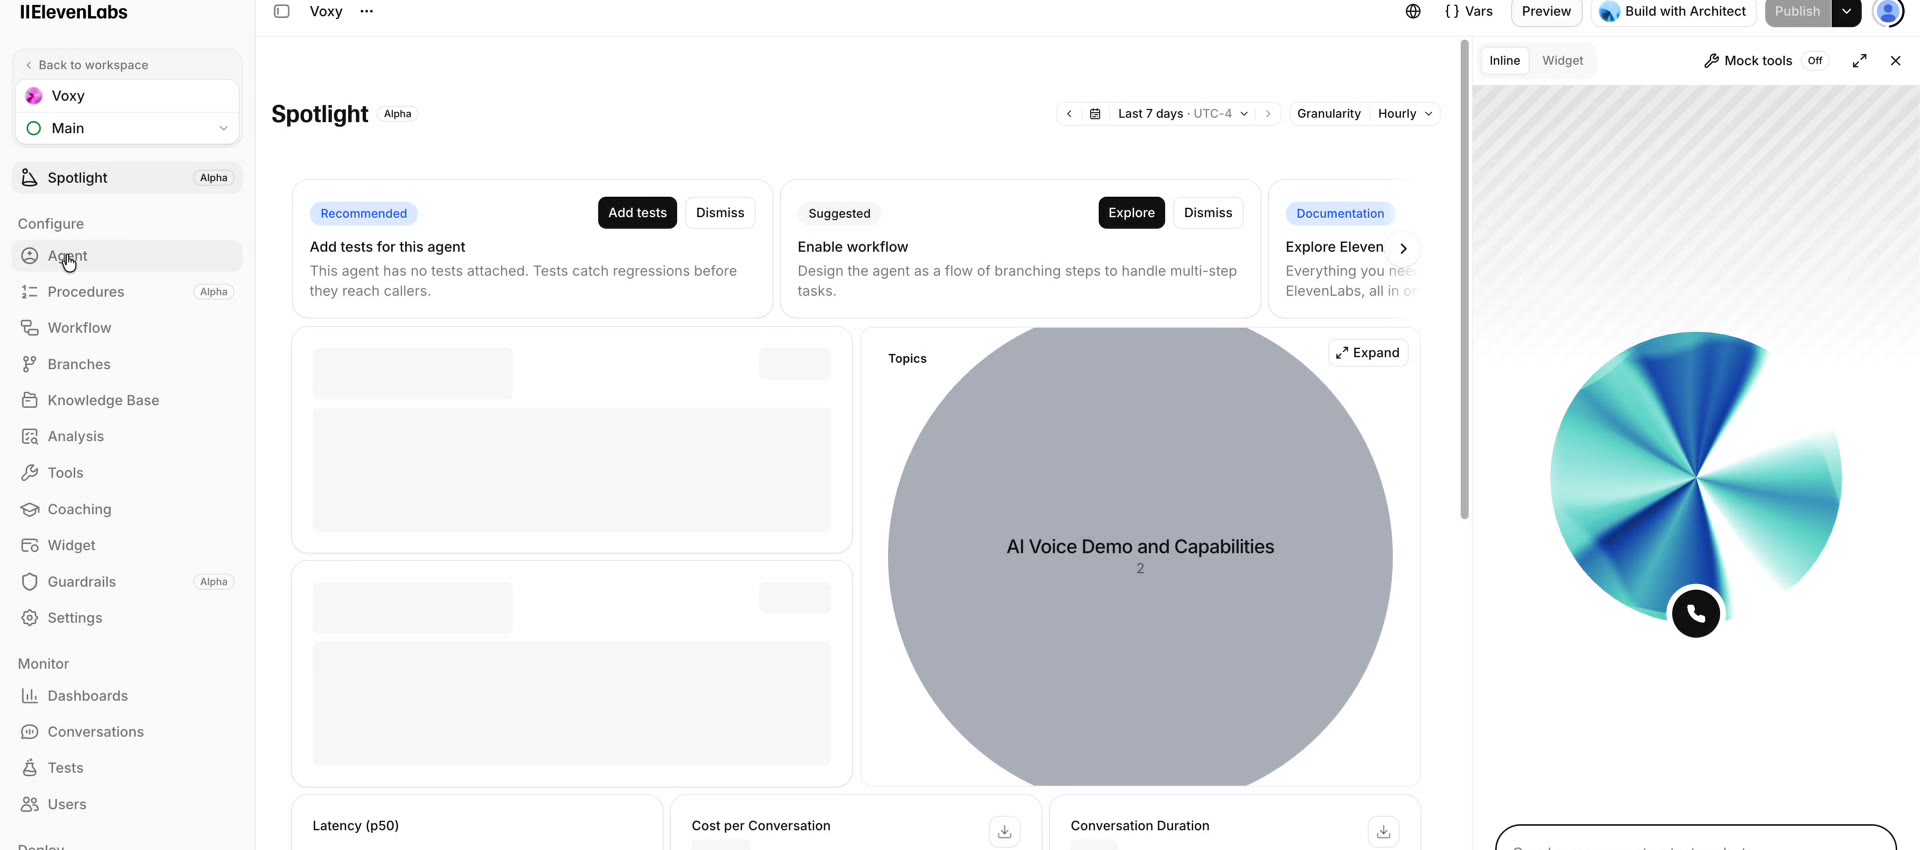 IIElevenLabs
Voxy
Vars
Preview
Build with Architect
Publish
Back to workspace
Voxy
Main
Spotlight
Alpha
Configure
Agent
Procedures
Alpha
Workflow
Branches
Knowledge Base
Analysis
Tools
Coaching
Widget
Guardrails
Alpha
Settings
Monitor
Dashboards
Conversations
Tests
Users
Spotlight
Alpha
Last 7 days · UTC-4
Granularity
Hourly
Recommended
Add tests
Dismiss
Add tests for this agent
This agent has no tests attached. Tests catch regressions before
they reach callers.
Suggested
Explore
Dismiss
Enable workflow
Design the agent as a flow of branching steps to handle multi-step
tasks.
Documentation
Explore Eleven
Everything you
ElevenLabs, all in
Topics
Expand
AI Voice Demo and Capabilities
2
Latency (p50)
Cost per Conversation
Conversation Duration
Inline
Widget
Mock tools
Off